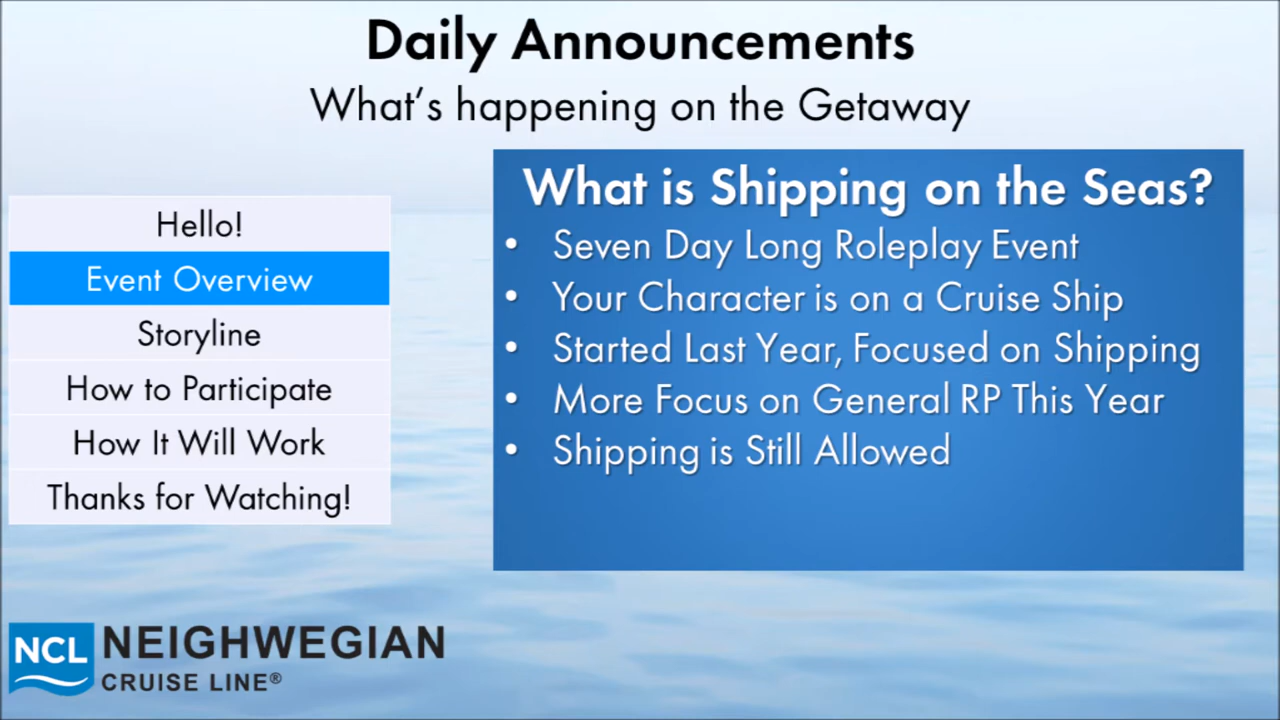 Daily Announcements
What's happening on the Getaway
Hello!
Event Overview
Storyline
How to Participate
How It Will Work
Thanks for Watching!
What is Shipping on the Seas?
• Seven Day Long Roleplay Event
• Your Character is on a Cruise Ship
• Started Last Year, Focused on Shipping
• More Focus on General RP This Year
• Shipping is Still Allowed
NCL NEIGHWEGIAN
CRUISE LINE®